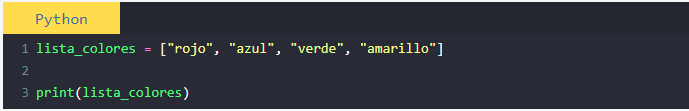 Python
1 lista_colores = ["rojo", "azul", "verde", "amarillo"]
2
3 print(lista_colores)